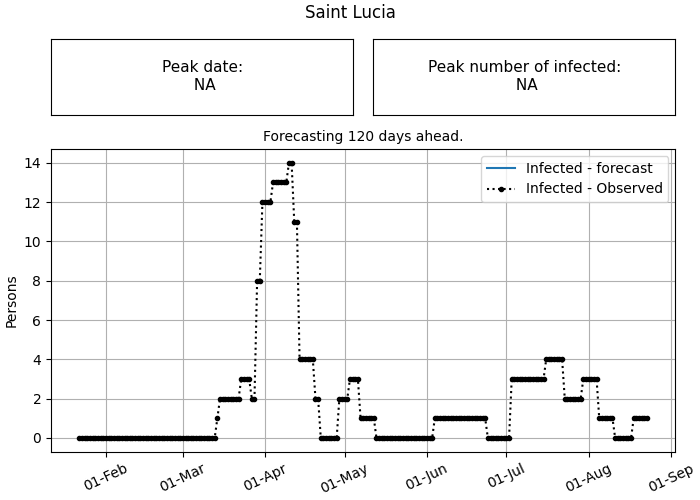 Saint Lucia
Peak date:
NA
Peak number of infected:
NA
Forecasting 120 days ahead.
Infected - forecast
Infected - Observed
Persons
14
12
10
8
6
4
2
0
01-Feb
01-Mar
01-Apr
01-May
01-Jun
01-Jul
01-Aug
01-Sep